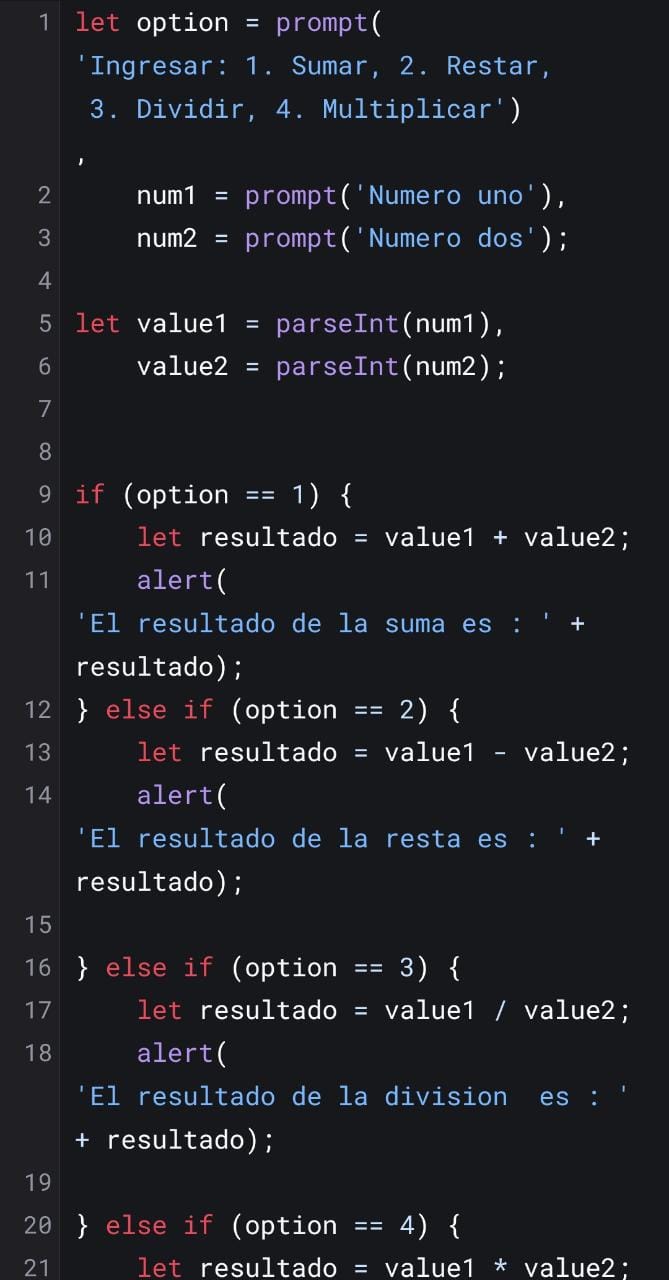 1 let option = prompt(
'Ingresar: 1. Sumar, 2. Restar,
 3. Dividir, 4. Multiplicar')
,
2     num1 = prompt('Numero uno'),
3     num2 = prompt('Numero dos');
4
5 let value1 = parseInt(num1),
6     value2 = parseInt(num2);
7
8
9 if (option == 1) {
10     let resultado = value1 + value2;
11     alert(
'El resultado de la suma es : ' +
resultado);
12 } else if (option == 2) {
13     let resultado = value1 - value2;
14     alert(
'El resultado de la resta es : ' +
resultado);
15
16 } else if (option == 3) {
17     let resultado = value1 / value2;
18     alert(
'El resultado de la division  es : '
+ resultado);
19
20 } else if (option == 4) {
21     let resultado = value1 * value2;